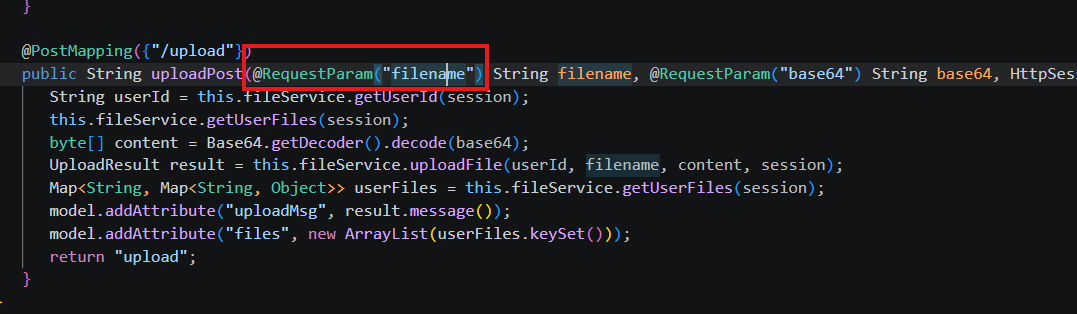 }
@PostMapping({"/upload"})
public String uploadPost(@RequestParam("filename") String filename, @RequestParam("base64") String base64, HttpSes
String userId = this.fileService.getUserId(session);
this.fileService.getUserFiles(session);
byte[] content = Base64.getDecoder().decode(base64);
UploadResult result = this.fileService.uploadFile(userId, filename, content, session);
Map<String, Map<String, Object>> userFiles = this.fileService.getUserFiles(session);
model.addAttribute("uploadMsg", result.message());
model.addAttribute("files", new ArrayList(userFiles.keySet()));
return "upload";
}